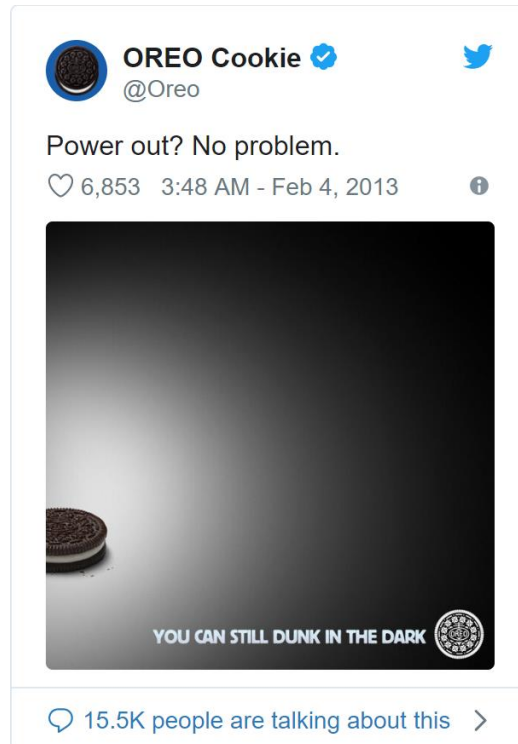 OREO Cookie
@Oreo
Power out? No problem.
6,853 3:48 AM - Feb 4, 2013
YOU CAN STILL DUNK IN THE DARK
OREO
15.5K people are talking about this